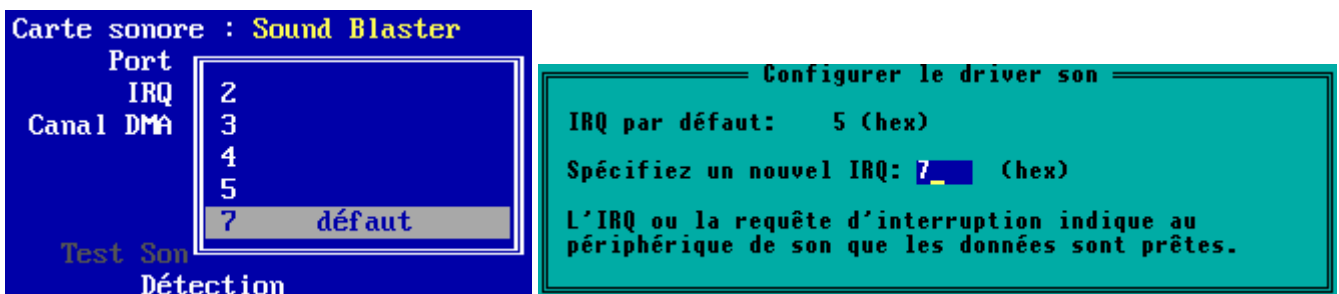 Carte sonore : Sound Blaster
Port
IRQ
Canal DMA
2
3
4
5
7 défaut
Test Son
Détection
Configurer le driver son
IRQ par défaut: 5 (hex)
Spécifiez un nouvel IRQ: 7_ (hex)
L'IRQ ou la requête d'interruption indique au
périphérique de son que les données sont prêtes.